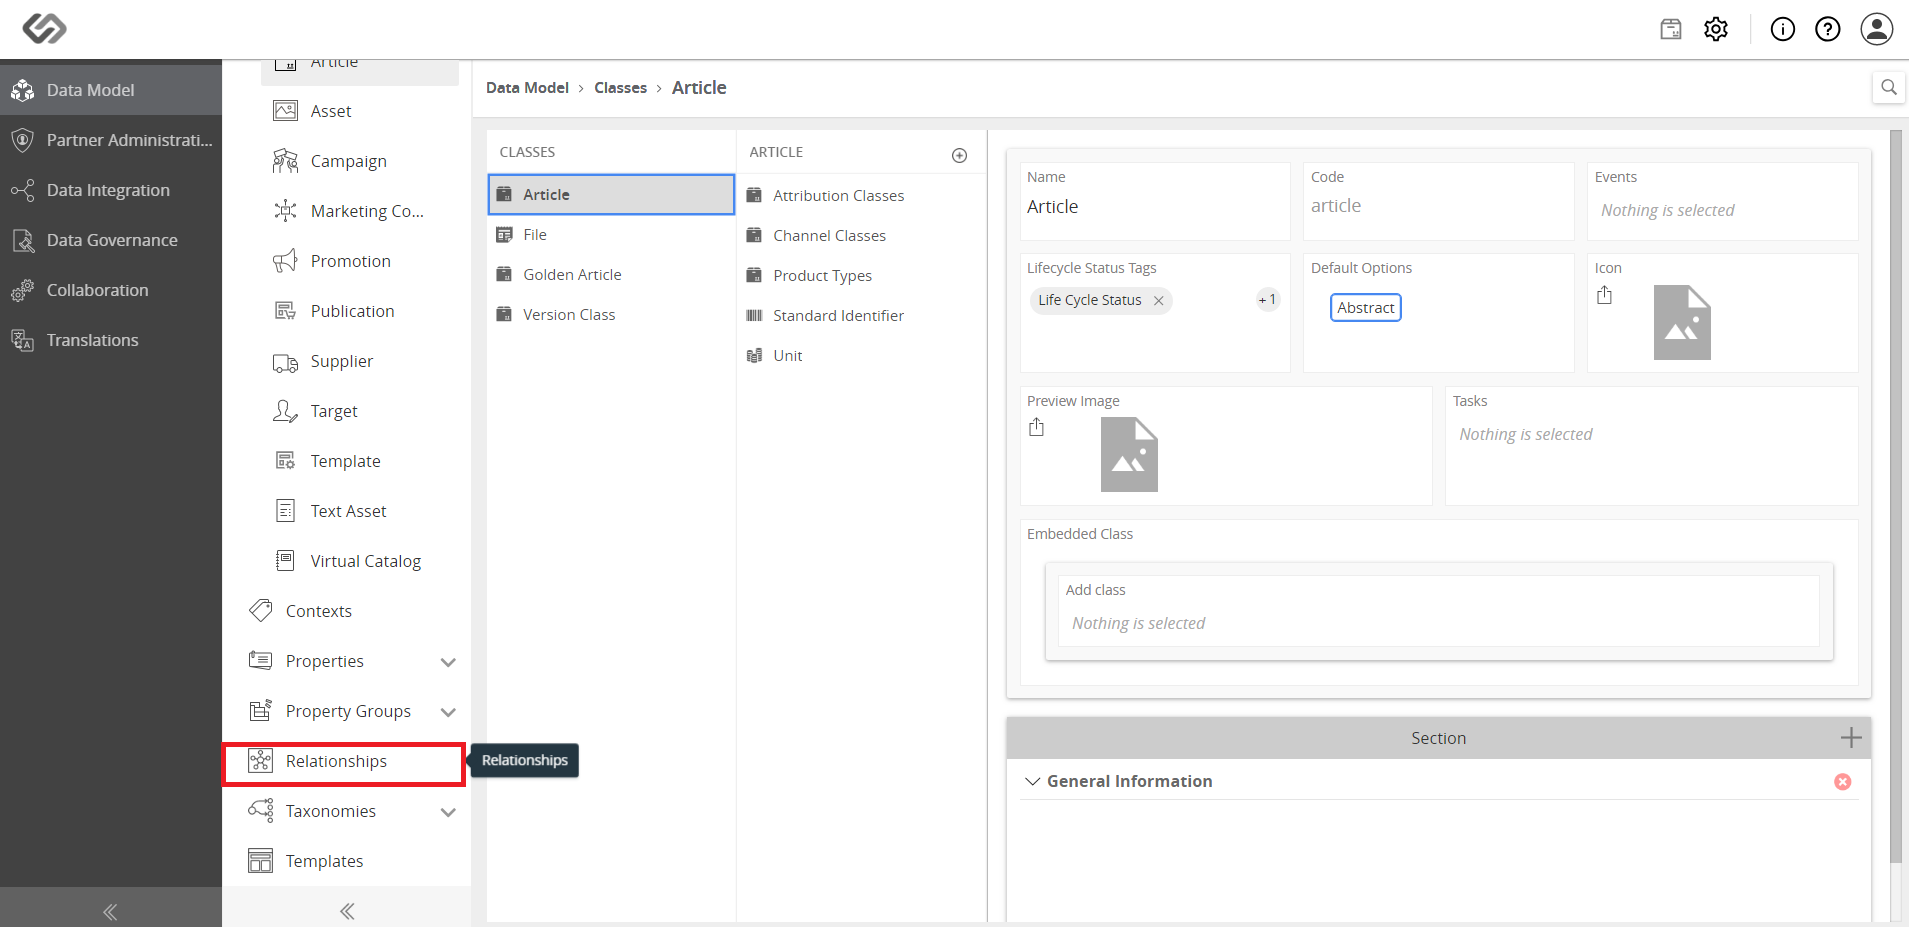 Data Model
Partner Administrati...
Data Integration
Data Governance
Collaboration
Translations
Article
Asset
Campaign
Marketing Co...
Promotion
Publication
Supplier
Target
Template
Text Asset
Virtual Catalog
Contexts
Properties
Property Groups
Relationships
Relationships
Taxonomies
Templates
Data Model > Classes > Article
CLASSES
Article
File
Golden Article
Version Class
ARTICLE
Attribution Classes
Channel Classes
Product Types
Standard Identifier
Unit
Name
Article
Code
article
Events
Nothing is selected
Lifecycle Status Tags
Life Cycle Status
+1
Default Options
Abstract
Icon
Preview Image
Tasks
Nothing is selected
Embedded Class
Add class
Nothing is selected
Section
General Information